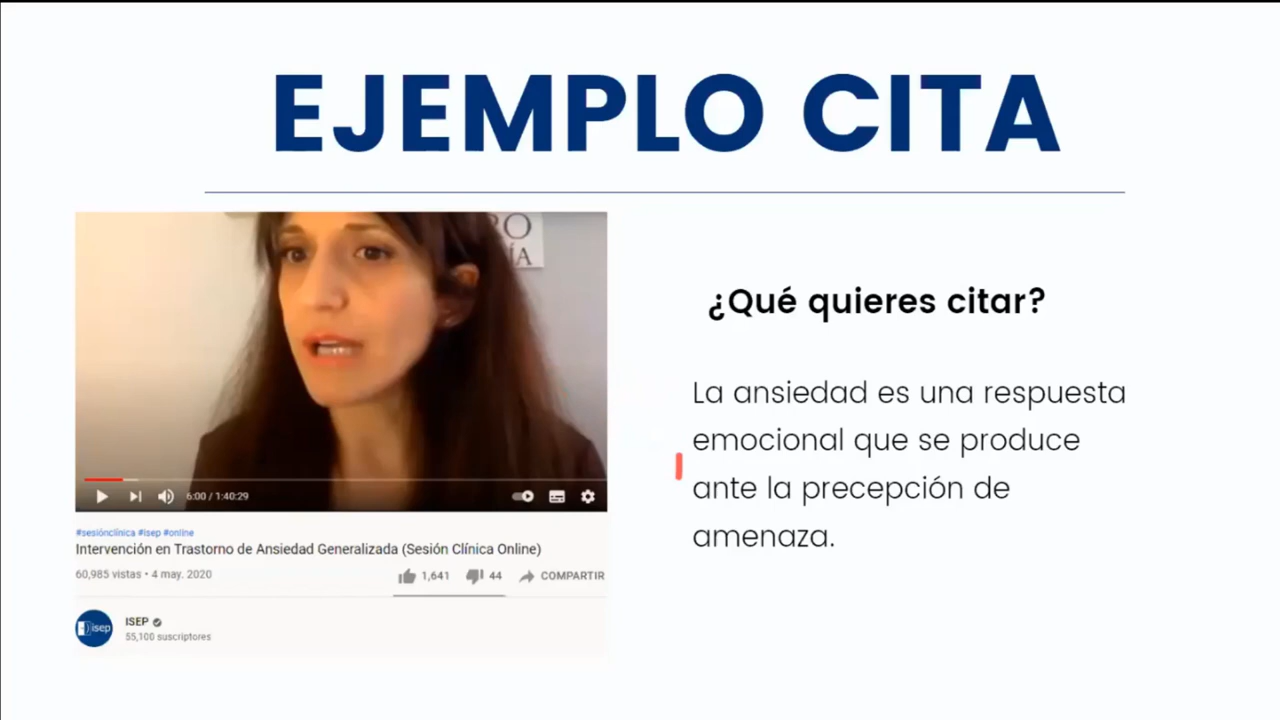 EJEMPLO CITA
RO
ÍA
¿Qué quieres citar?
La ansiedad es una respuesta
emocional que se produce
ante la precepción de
amenaza.
6:00 / 1:40:29
#sesiónclínica #isep #online
Intervención en Trastorno de Ansiedad Generalizada (Sesión Clínica Online)
60,985 vistas • 4 may. 2020
1,641 44 COMPARTIR
isep
ISEP
55,100 suscriptores